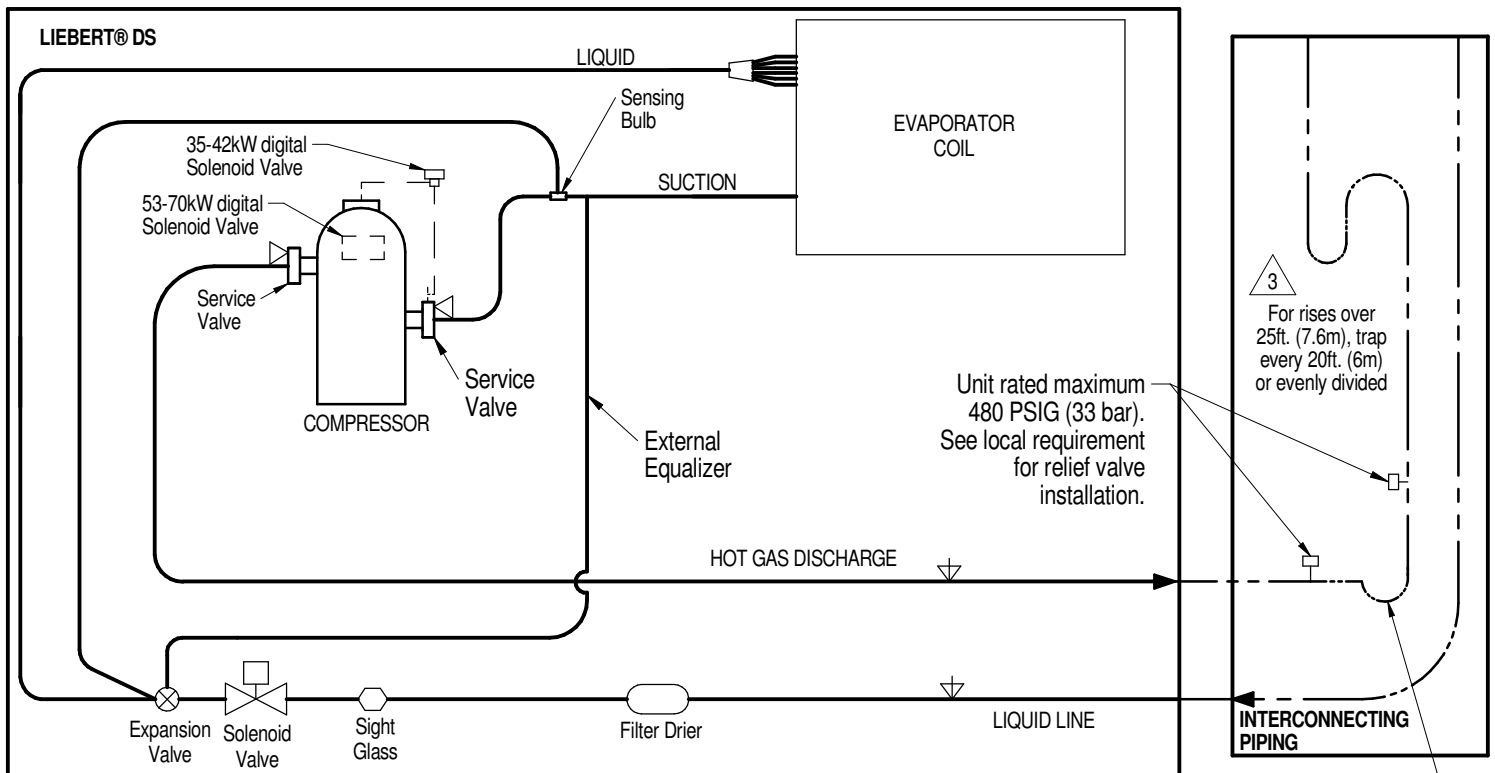 LIEBERT® DS
LIQUID
Sensing
Bulb
EVAPORATOR
COIL
35-42kW digital
Solenoid Valve
SUCTION
53-70kW digital
Solenoid Valve
Service
Valve
3
For rises over
25ft. (7.6m), trap
every 20ft. (6m)
or evenly divided
Service
Valve
COMPRESSOR
Unit rated maximum
480 PSIG (33 bar).
See local requirement
for relief valve
installation.
External
Equalizer
HOT GAS DISCHARGE
Expansion
Valve
Solenoid
Valve
Sight
Glass
Filter Drier
LIQUID LINE
INTERCONNECTING
PIPING